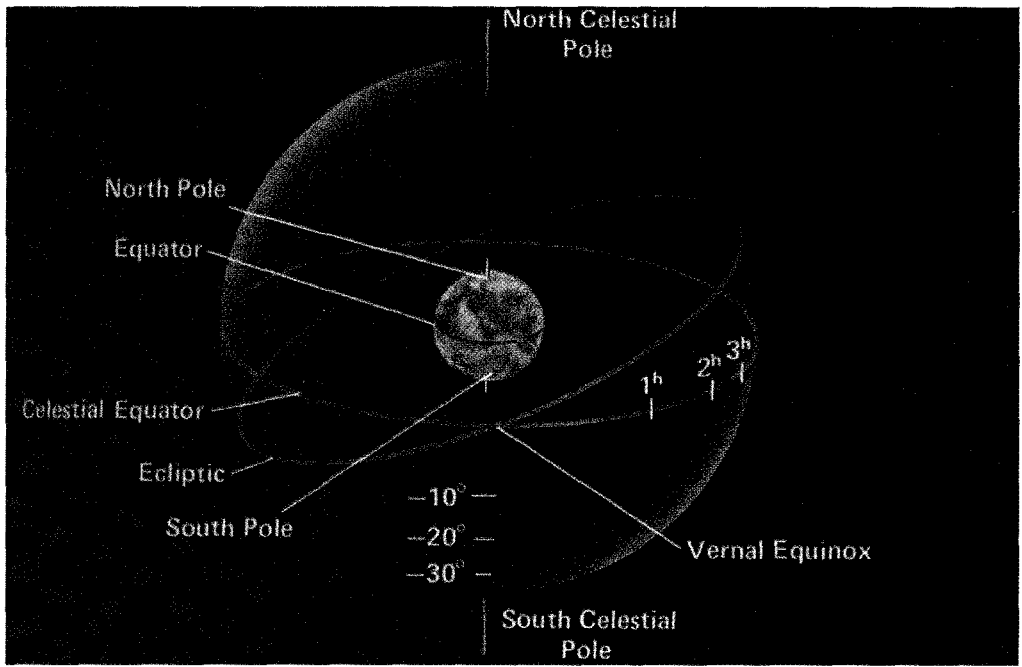 North Celestial
Pole
North Pole
Equator
3ʰ
2ʰ
1ʰ
Celestial Equator
Ecliptic
−10°
South Pole
−20°
Vernal Equinox
−30°
South Celestial
Pole